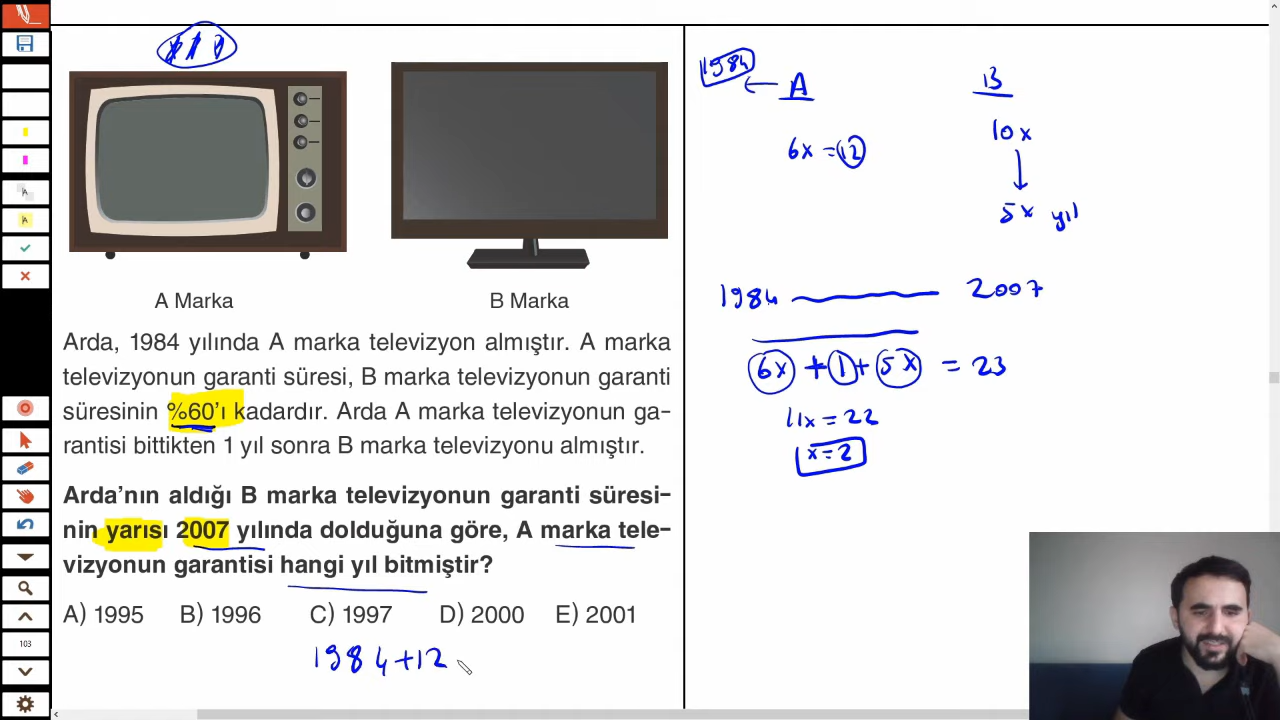 A Marka
B Marka
Arda, 1984 yılında A marka televizyon almıştır. A marka
televizyonun garanti süresi, B marka televizyonun garanti
süresinin %60'ı kadardır. Arda A marka televizyonun ga-
rantisi bittikten 1 yıl sonra B marka televizyonu almıştır.
Arda'nın aldığı B marka televizyonun garanti süresi-
nin yarısı 2007 yılında dolduğuna göre, A marka tele-
vizyonun garantisi hangi yıl bitmiştir?
A) 1995 B) 1996 C) 1997 D) 2000 E) 2001
1984+12
1984
A B
6x = 12
10x
5x yıl
1984 2007
6x + 1 + 5x = 23
11x = 22
x = 2
A
A
103